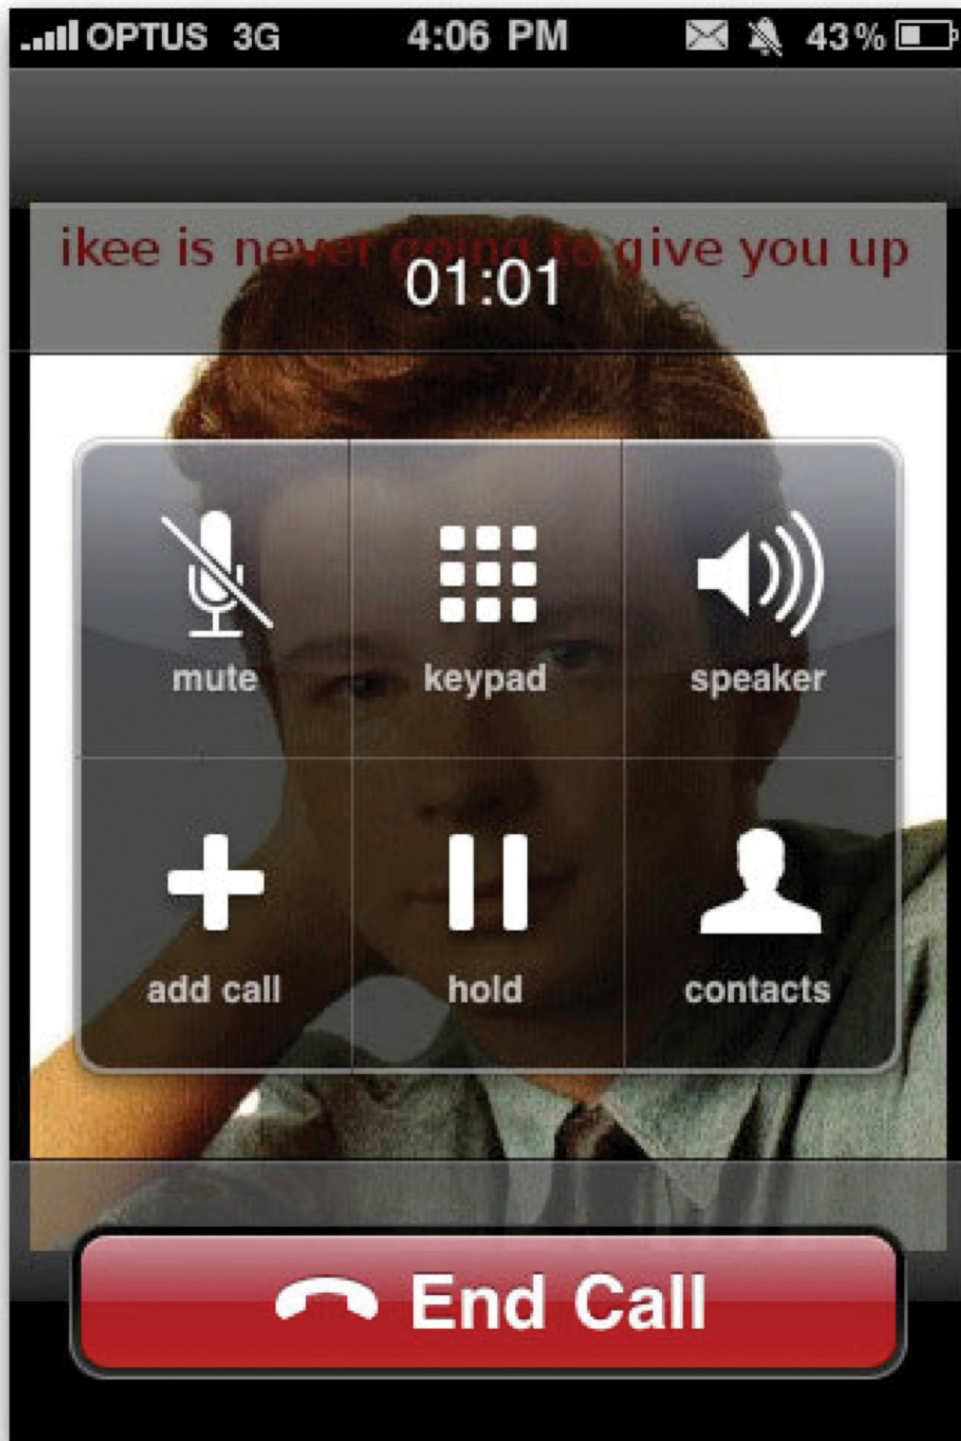 OPTUS 3G 4:06 PM 43%
ikee is never going to give you up
01:01
mute keypad speaker
add call hold contacts
End Call